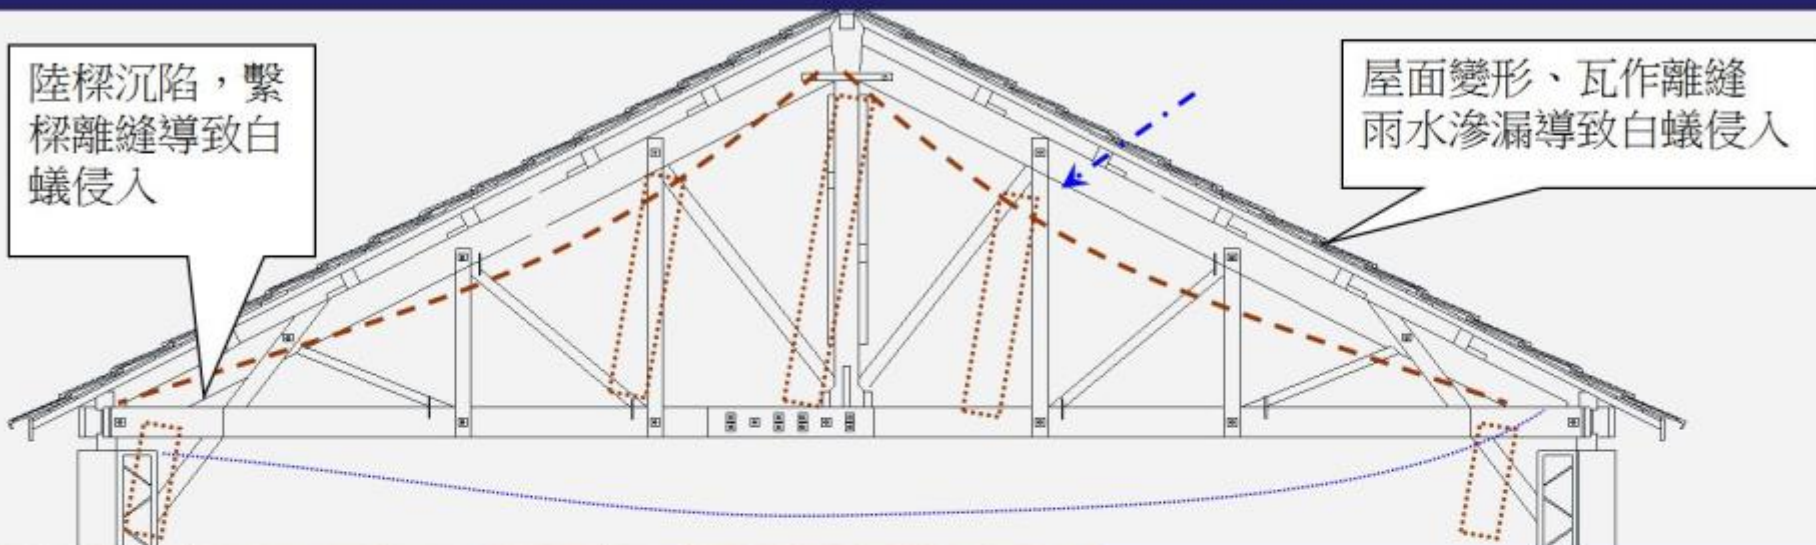 陸樑沉陷，繫
樑離縫導致白
蟻侵入
屋面變形、瓦作離縫
雨水滲漏導致白蟻侵入